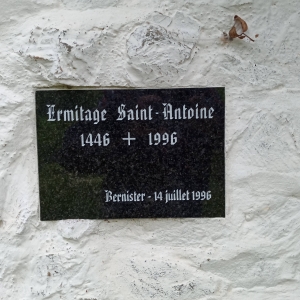 Ermitage Saint-Antoine
1446 + 1996
Bernister - 14 juillet 1996